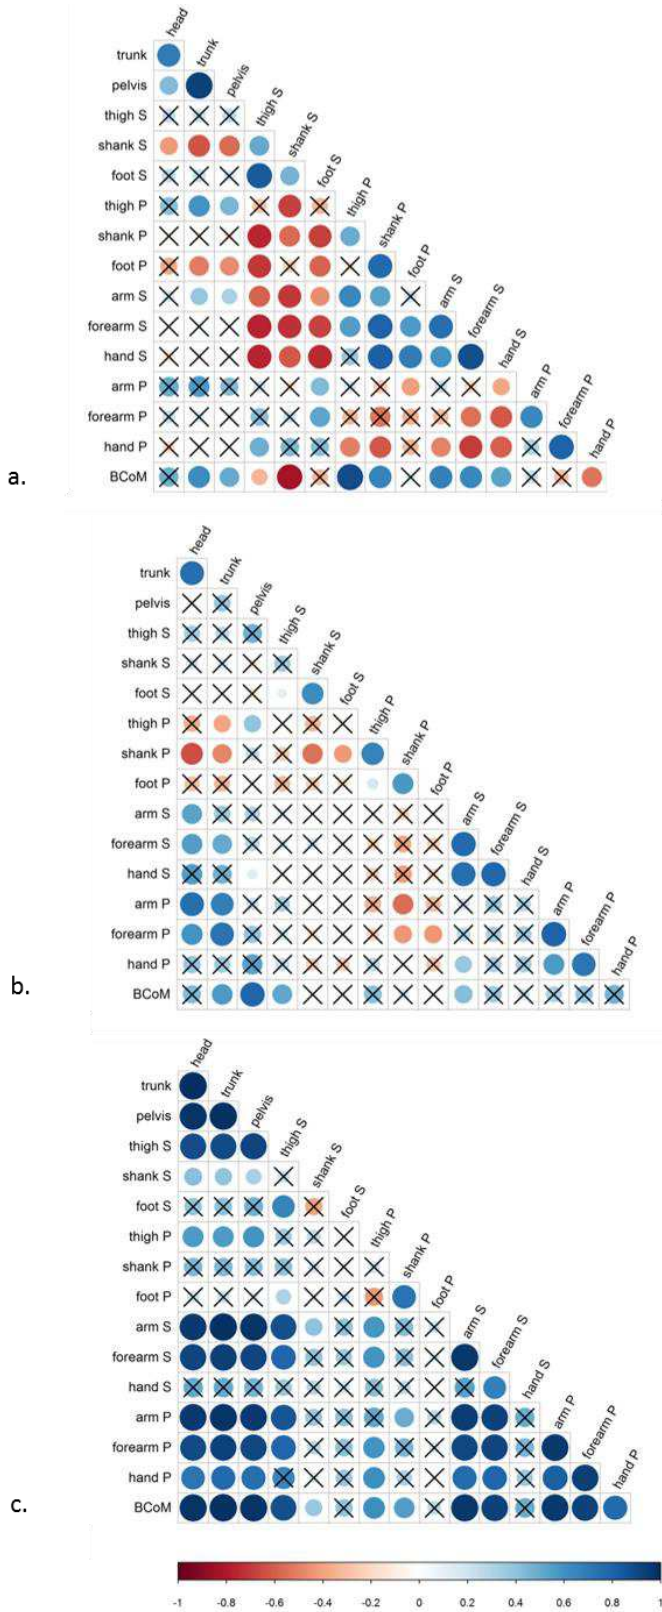 head
trunk trunk
pelvis pelvis
thigh S thigh S
shank S shank S
foot S foot S
thigh P thigh P
shank P shank P
foot P foot P
arm S arm S
forearm S forearm S
hand S hand S
arm P arm P
forearm P forearm P
hand P hand P
a. BCoM
head
trunk trunk
pelvis pelvis
thigh S thigh S
shank S shank S
foot S foot S
thigh P thigh P
shank P shank P
foot P foot P
arm S arm S
forearm S forearm S
hand S hand S
arm P arm P
forearm P forearm P
hand P hand P
b. BCoM
head
trunk trunk
pelvis pelvis
thigh S thigh S
shank S shank S
foot S foot S
thigh P thigh P
shank P shank P
foot P foot P
arm S arm S
forearm S forearm S
hand S hand S
arm P arm P
forearm P forearm P
hand P hand P
c. BCoM
-1 -0.8 -0.6 -0.4 -0.2 0 0.2 0.4 0.6 0.8 1